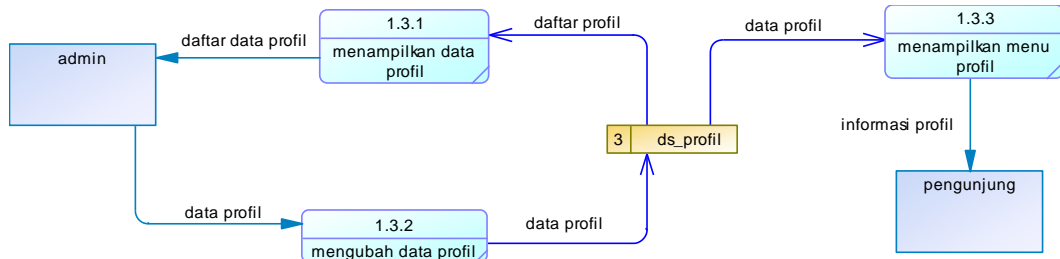 1.3.1
menampilkan data
profil
daftar profil
data profil
1.3.3
menampilkan menu
profil
admin
daftar data profil
informasi profil
3 ds_profil
pengunjung
data profil
1.3.2
mengubah data profil
data profil